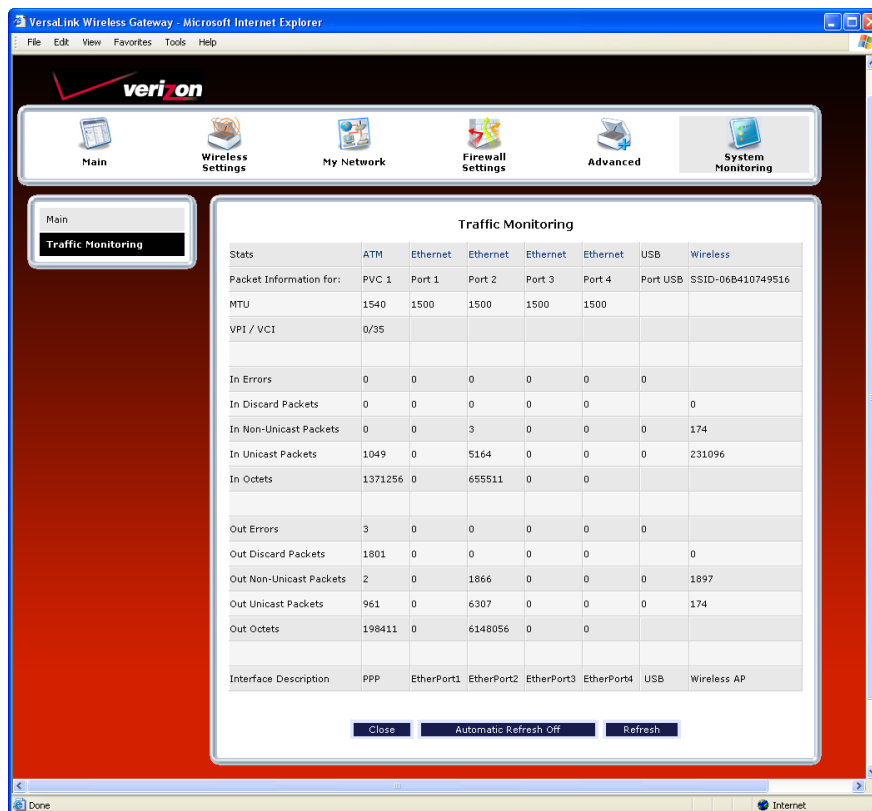 VersaLink Wireless Gateway - Microsoft Internet Explorer
File Edit View Favorites Tools Help
verizon
Main
Wireless Settings
My Network
Firewall Settings
Advanced
System Monitoring
Main
Traffic Monitoring
Traffic Monitoring
Stats ATM Ethernet Ethernet Ethernet Ethernet USB Wireless
Packet Information for: PVC 1 Port 1 Port 2 Port 3 Port 4 Port USB SSID-06B410749516
MTU 1540 1500 1500 1500 1500
VPI / VCI 0/35
In Errors 0 0 0 0 0 0
In Discard Packets 0 0 0 0 0 0
In Non-Unicast Packets 0 0 3 0 0 0 174
In Unicast Packets 1049 0 5164 0 0 0 231096
In Octets 1371256 0 655511 0 0
Out Errors 3 0 0 0 0 0
Out Discard Packets 1801 0 0 0 0 0
Out Non-Unicast Packets 2 0 1866 0 0 0 1897
Out Unicast Packets 961 0 6307 0 0 0 174
Out Octets 198411 0 6148056 0 0
Interface Description PPP EtherPort1 EtherPort2 EtherPort3 EtherPort4 USB Wireless AP
Close Automatic Refresh Off Refresh
Done Internet